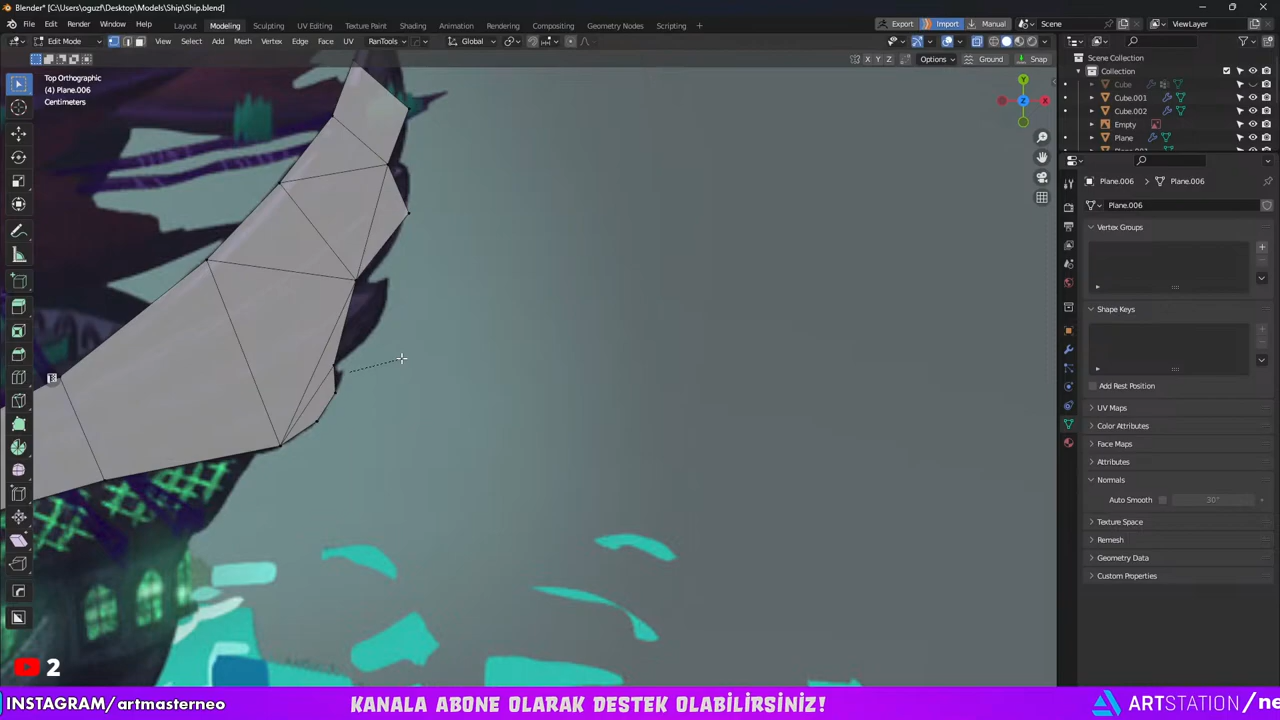 Blender* [C:\Users\oguzf\Desktop\Models\Ship\Ship.blend]
File Edit Render Window Help Layout Modeling Sculpting UV Editing Texture Paint Shading Animation Rendering Compositing Geometry Nodes Scripting + Export Import Manual Scene ViewLayer
Edit Mode View Select Add Mesh Vertex Edge Face UV RanTools Global
X Y Z Options Ground Snap
Top Orthographic
(4) Plane.006
Centimeters
Y
Z
X
Scene Collection
Collection
Cube
Cube.001
Cube.002
Empty
Plane
Plane.006 Plane.006
Plane.006
Vertex Groups
Shape Keys
Add Rest Position
UV Maps
Color Attributes
Face Maps
Attributes
Normals
Auto Smooth 30°
Texture Space
Remesh
Geometry Data
Custom Properties
2
INSTAGRAM/artmasterneo KANALA ABONE OLARAK DESTEK OLABİLİRSİNİZ! ARTSTATION/ne